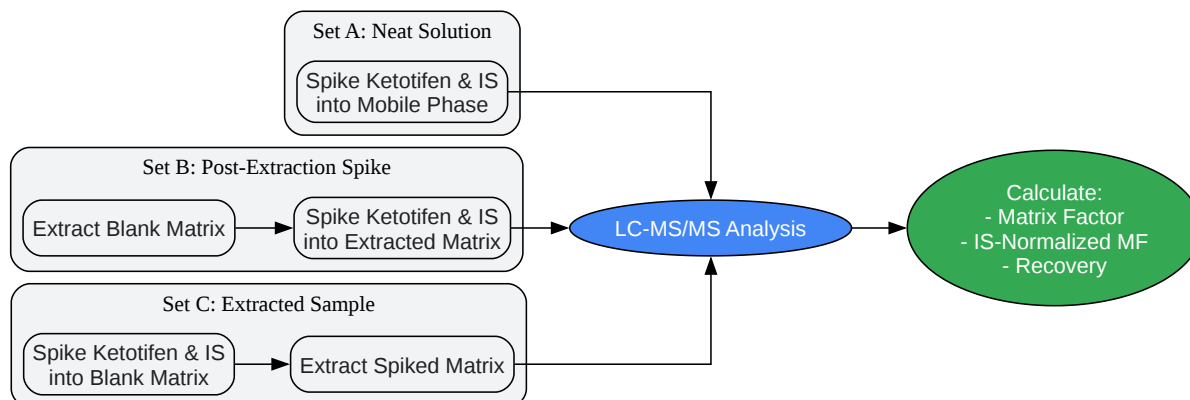 Set A: Neat Solution
Spike Ketotifen & IS
into Mobile Phase
Set B: Post-Extraction Spike
Extract Blank Matrix
Spike Ketotifen & IS
into Extracted Matrix
Set C: Extracted Sample
Spike Ketotifen & IS
into Blank Matrix
Extract Spiked Matrix
LC-MS/MS Analysis
Calculate:
- Matrix Factor
- IS-Normalized MF
- Recovery